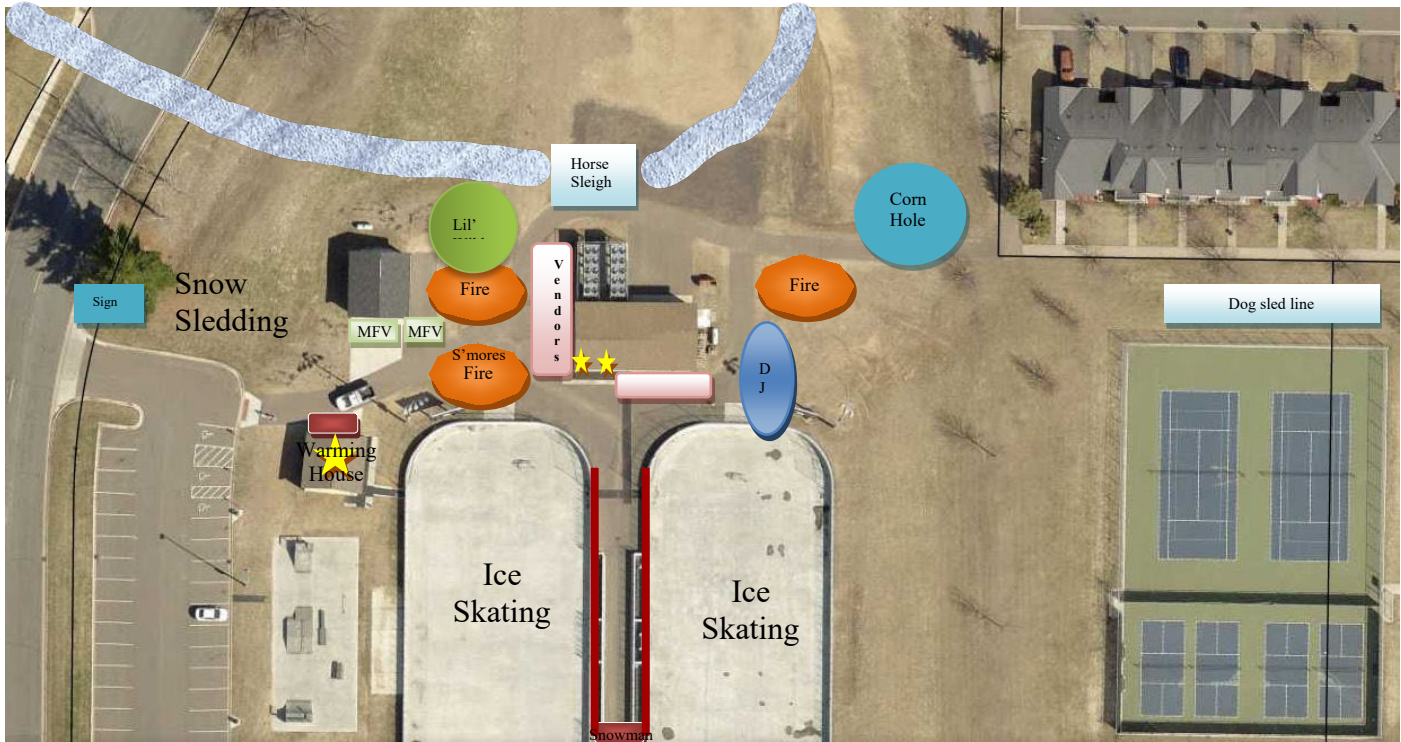 Horse
Sleigh
Corn
Hole
Lil'
Snow
Sledding
Sign
Fire
Vendors
Fire
Dog sled line
MFV
MFV
S'mores
Fire
D
J
Warming
House
Ice
Skating
Ice
Skating
Snowman